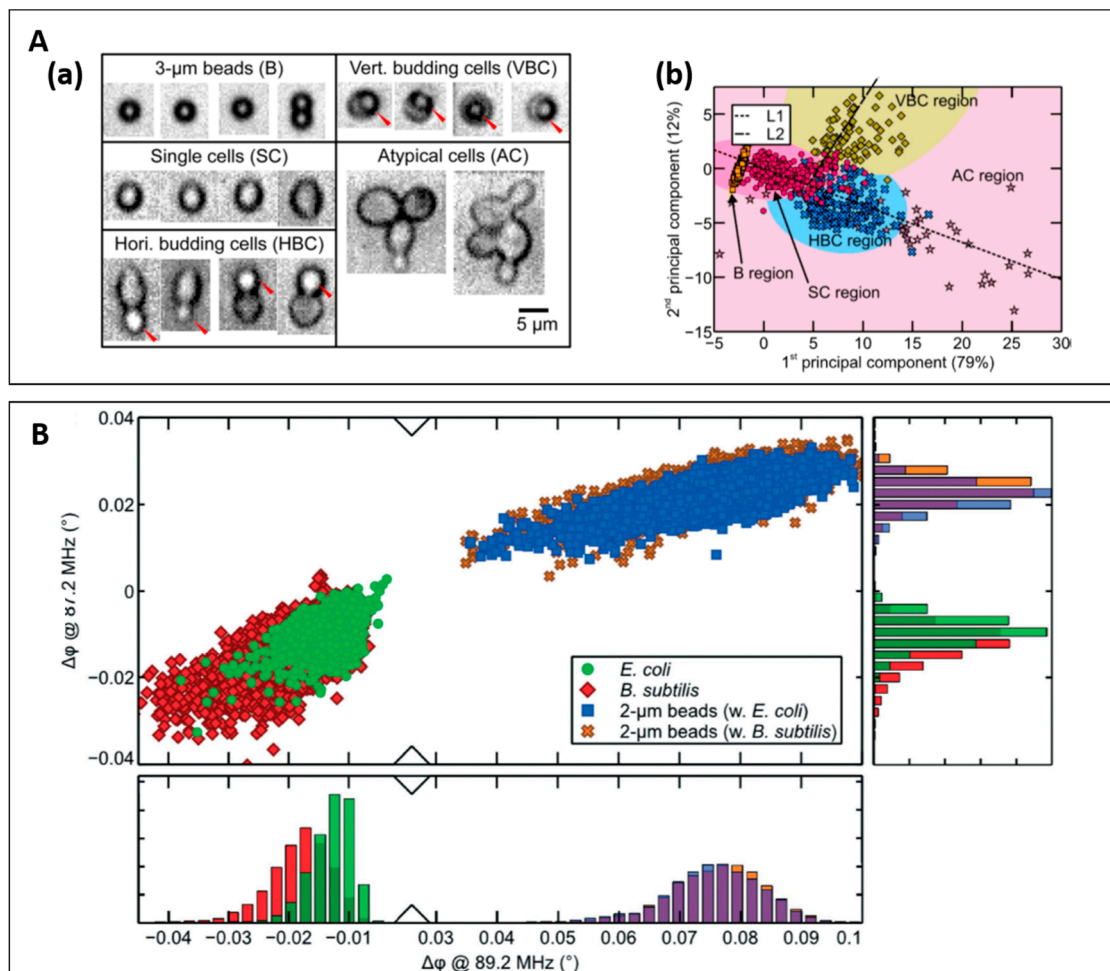 A
(a)
3-µm beads (B)
Vert. budding cells (VBC)
Single cells (SC)
Atypical cells (AC)
Hori. budding cells (HBC)
5 µm
(b)
VBC region
L1
L2
AC region
HBC region
B region
SC region
2nd principal component (12%)
5
0
−5
−10
−15
−5
0
5
10
15
20
25
30
1st principal component (79%)
B
Δφ @ 87.2 MHz (°)
0.04
0.02
0
−0.02
−0.04
E. coli
B. subtilis
2-µm beads (w. E. coli)
2-µm beads (w. B. subtilis)
−0.04
−0.03
−0.02
−0.01
0.03
0.04
0.05
0.06
0.07
0.08
0.09
0.1
Δφ @ 89.2 MHz (°)